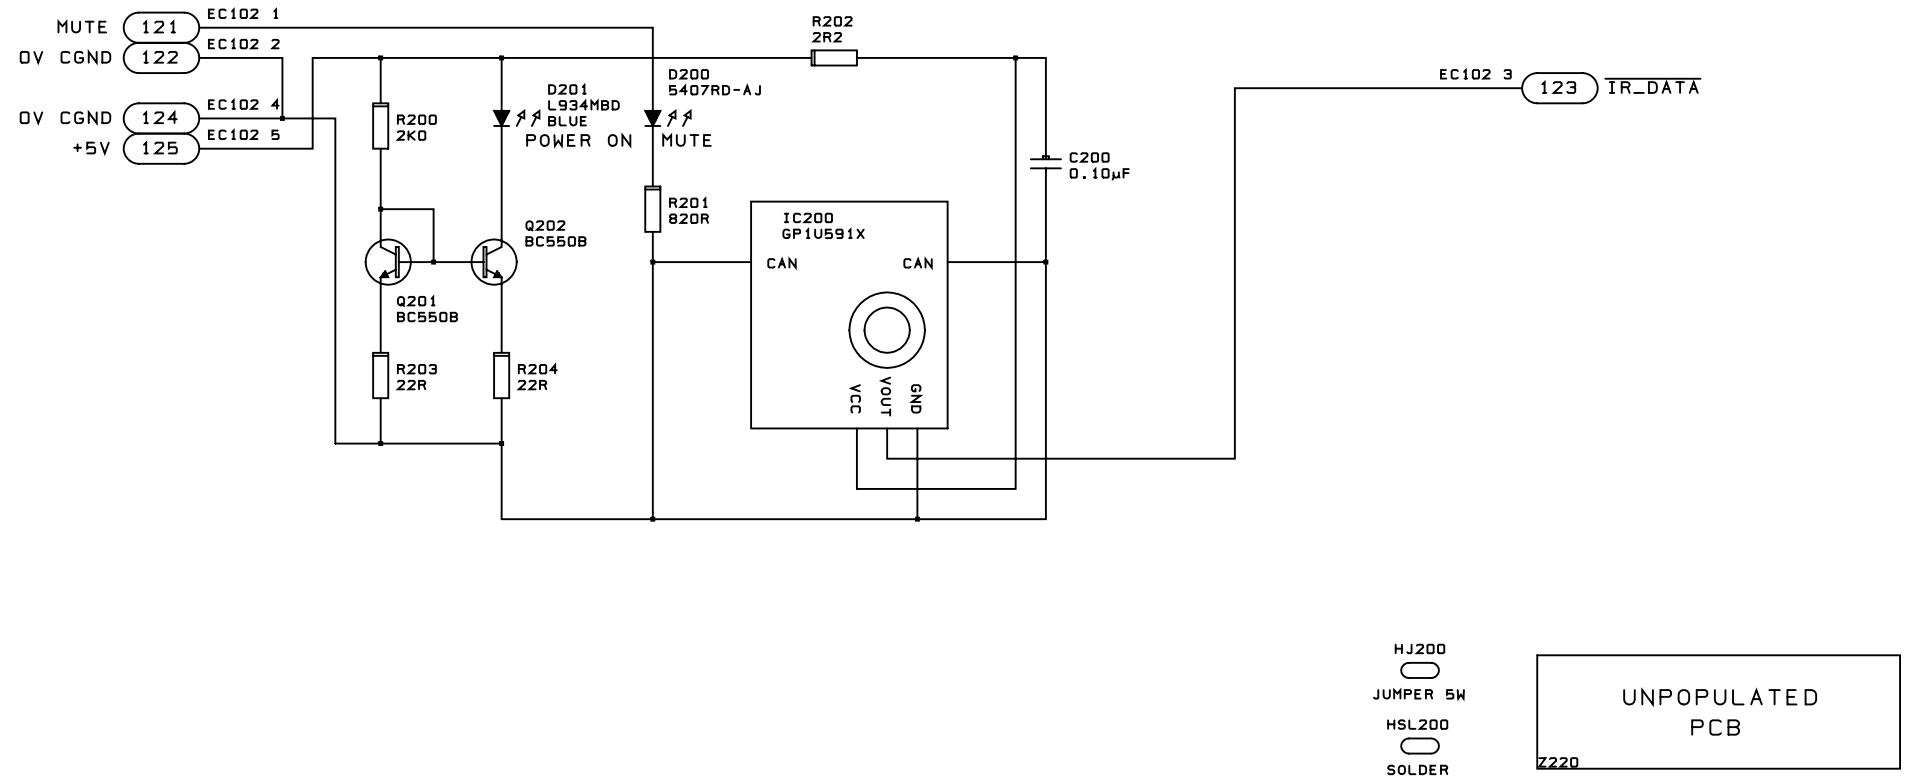 MUTE 121 EC102 1
0V CGND 122 EC102 2
0V CGND 124 EC102 4
+5V 125 EC102 5
R202
2R2
EC102 3 123 IR_DATA
D201
L934MBD
BLUE
POWER ON
D200
5407RD-AJ
MUTE
R200
2K0
C200
0.10µF
R201
820R
Q202
BC550B
IC200
GP1U591X
CAN CAN
Q201
BC550B
R203
22R
R204
22R
VCC
VOUT
GND
HJ200
JUMPER 5W
HSL200
SOLDER
UNPOPULATED
PCB
Z220